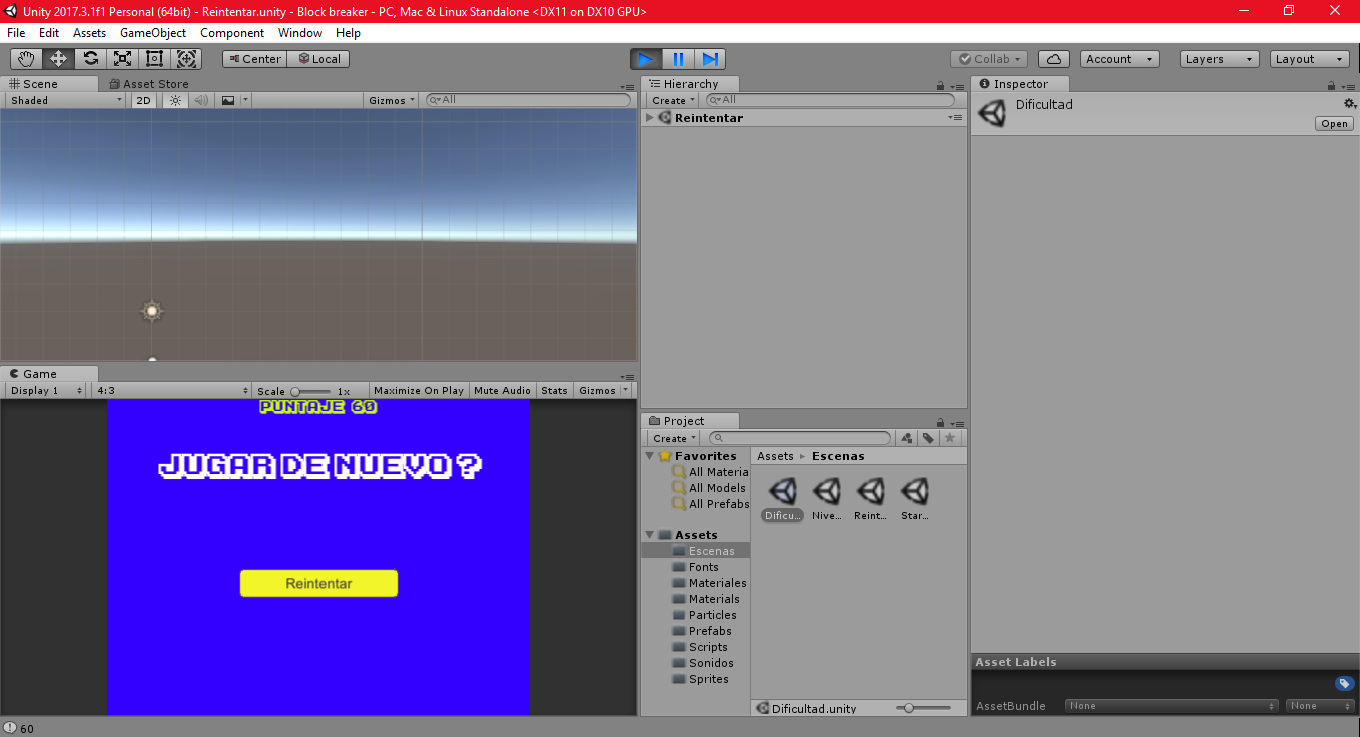 Unity 2017.3.1f1 Personal (64bit) - Reintentar.unity - Block breaker - PC, Mac & Linux Standalone <DX11 on DX10 GPU>
File Edit Assets GameObject Component Window Help
Center Local Collab Account Layers Layout
Scene Asset Store
Shaded 2D Gizmos All
Hierarchy
Create All
Reintentar
Inspector
Dificultad
Open
Game
Display 1 4:3 Scale 1x Maximize On Play Mute Audio Stats Gizmos
PUNTAJE 60
JUGAR DE NUEVO ?
Reintentar
Project
Create
Favorites
All Materia
All Models
All Prefabs
Assets
Escenas
Fonts
Materiales
Materials
Particles
Prefabs
Scripts
Sonidos
Sprites
Assets Escenas
Dificu... Nive... Reint... Star...
Dificultad.unity
Asset Labels
AssetBundle None None
60